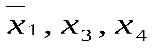 x̅₁, x₃, x₄